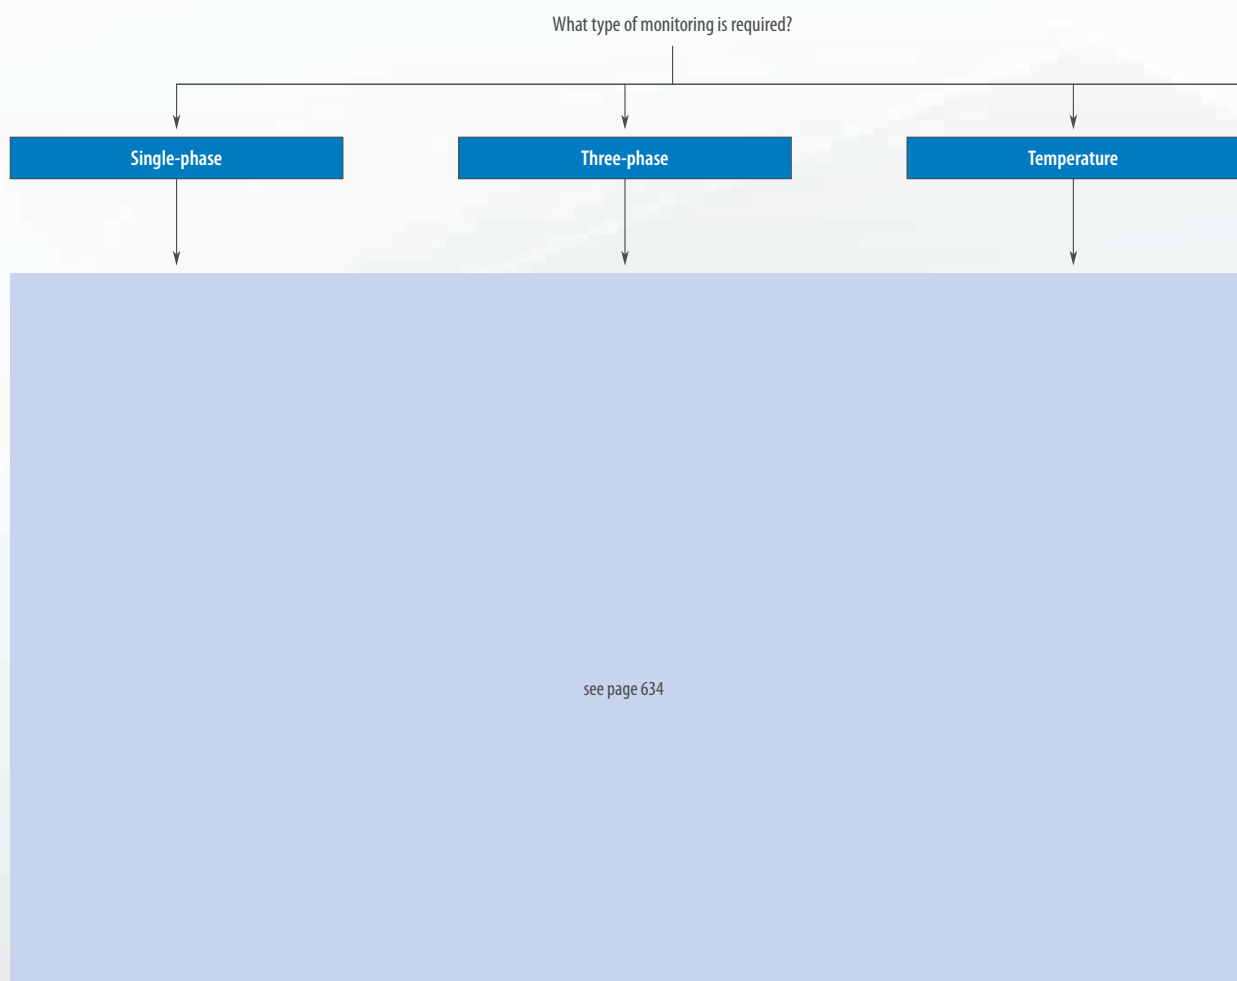 What type of monitoring is required?
Single-phase
Three-phase
Temperature
see page 634